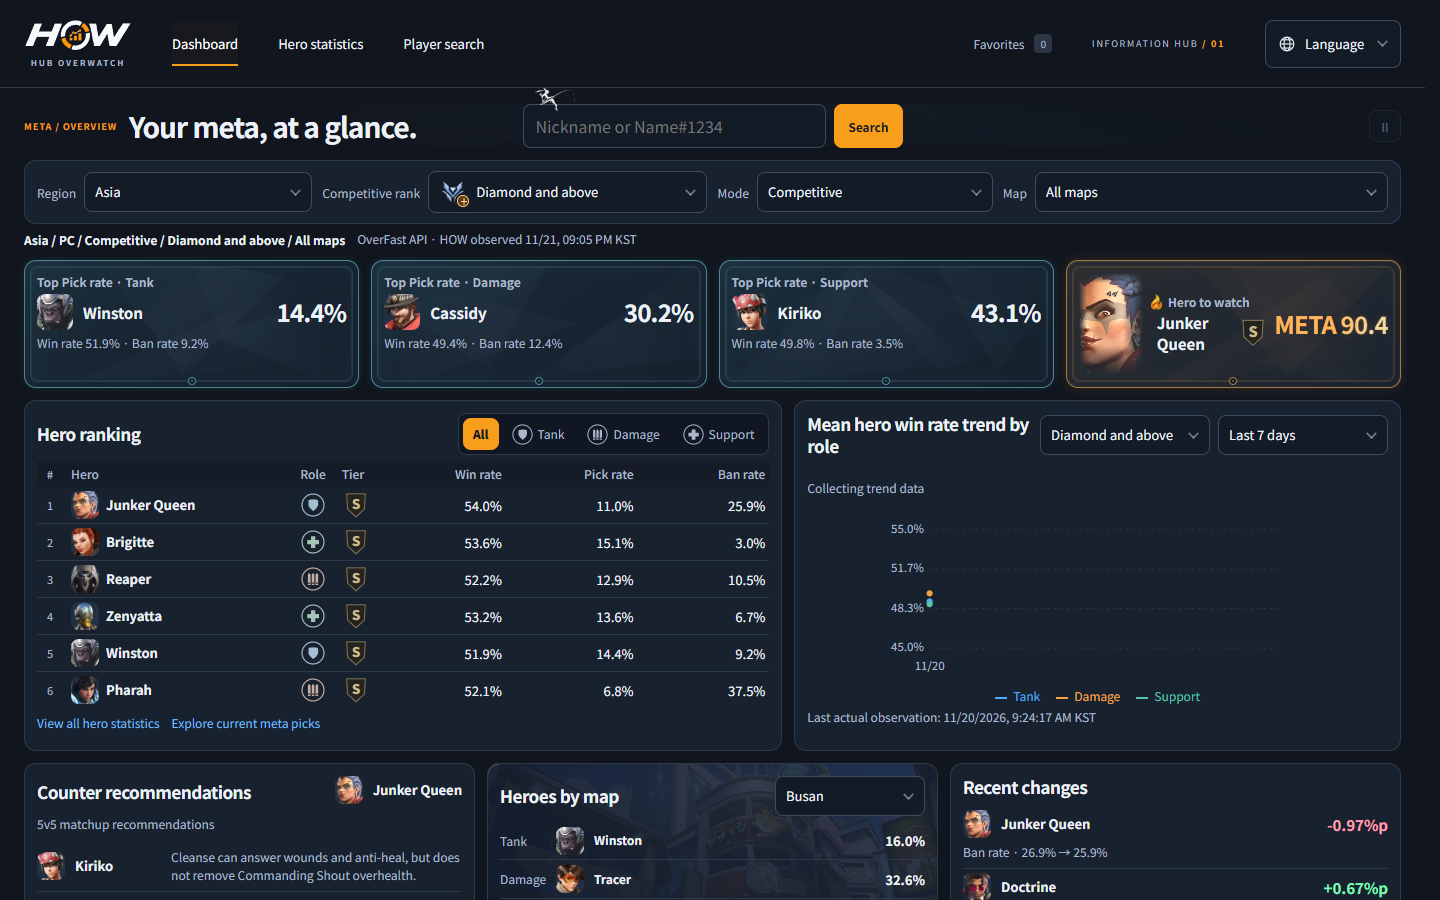 HOW
HUB OVERWATCH
Dashboard
Hero statistics
Player search
Favorites 0
INFORMATION HUB / 01
Language
META / OVERVIEW
Your meta, at a glance.
Nickname or Name#1234
Search
Region
Asia
Competitive rank
Diamond and above
Mode
Competitive
Map
All maps
Asia / PC / Competitive / Diamond and above / All maps
OverFast API · HOW observed 11/21, 09:05 PM KST
Top Pick rate · Tank
Winston
14.4%
Win rate 51.9% · Ban rate 9.2%
Top Pick rate · Damage
Cassidy
30.2%
Win rate 49.4% · Ban rate 12.4%
Top Pick rate · Support
Kiriko
43.1%
Win rate 49.8% · Ban rate 3.5%
Hero to watch
Junker
Queen
S
META 90.4
Hero ranking
All
Tank
Damage
Support
# Hero Role Tier Win rate Pick rate Ban rate
1 Junker Queen S 54.0% 11.0% 25.9%
2 Brigitte S 53.6% 15.1% 3.0%
3 Reaper S 52.2% 12.9% 10.5%
4 Zenyatta S 53.2% 13.6% 6.7%
5 Winston S 51.9% 14.4% 9.2%
6 Pharah S 52.1% 6.8% 37.5%
View all hero statistics
Explore current meta picks
Mean hero win rate trend by
role
Diamond and above
Last 7 days
Collecting trend data
55.0%
51.7%
48.3%
45.0%
11/20
Tank
Damage
Support
Last actual observation: 11/20/2026, 9:24:17 AM KST
Counter recommendations
Junker Queen
5v5 matchup recommendations
Kiriko
Cleanse can answer wounds and anti-heal, but does
not remove Commanding Shout overhealth.
Heroes by map
Busan
Tank Winston 16.0%
Damage Tracer 32.6%
Recent changes
Junker Queen -0.97%p
Ban rate · 26.9% → 25.9%
Doctrine +0.67%p